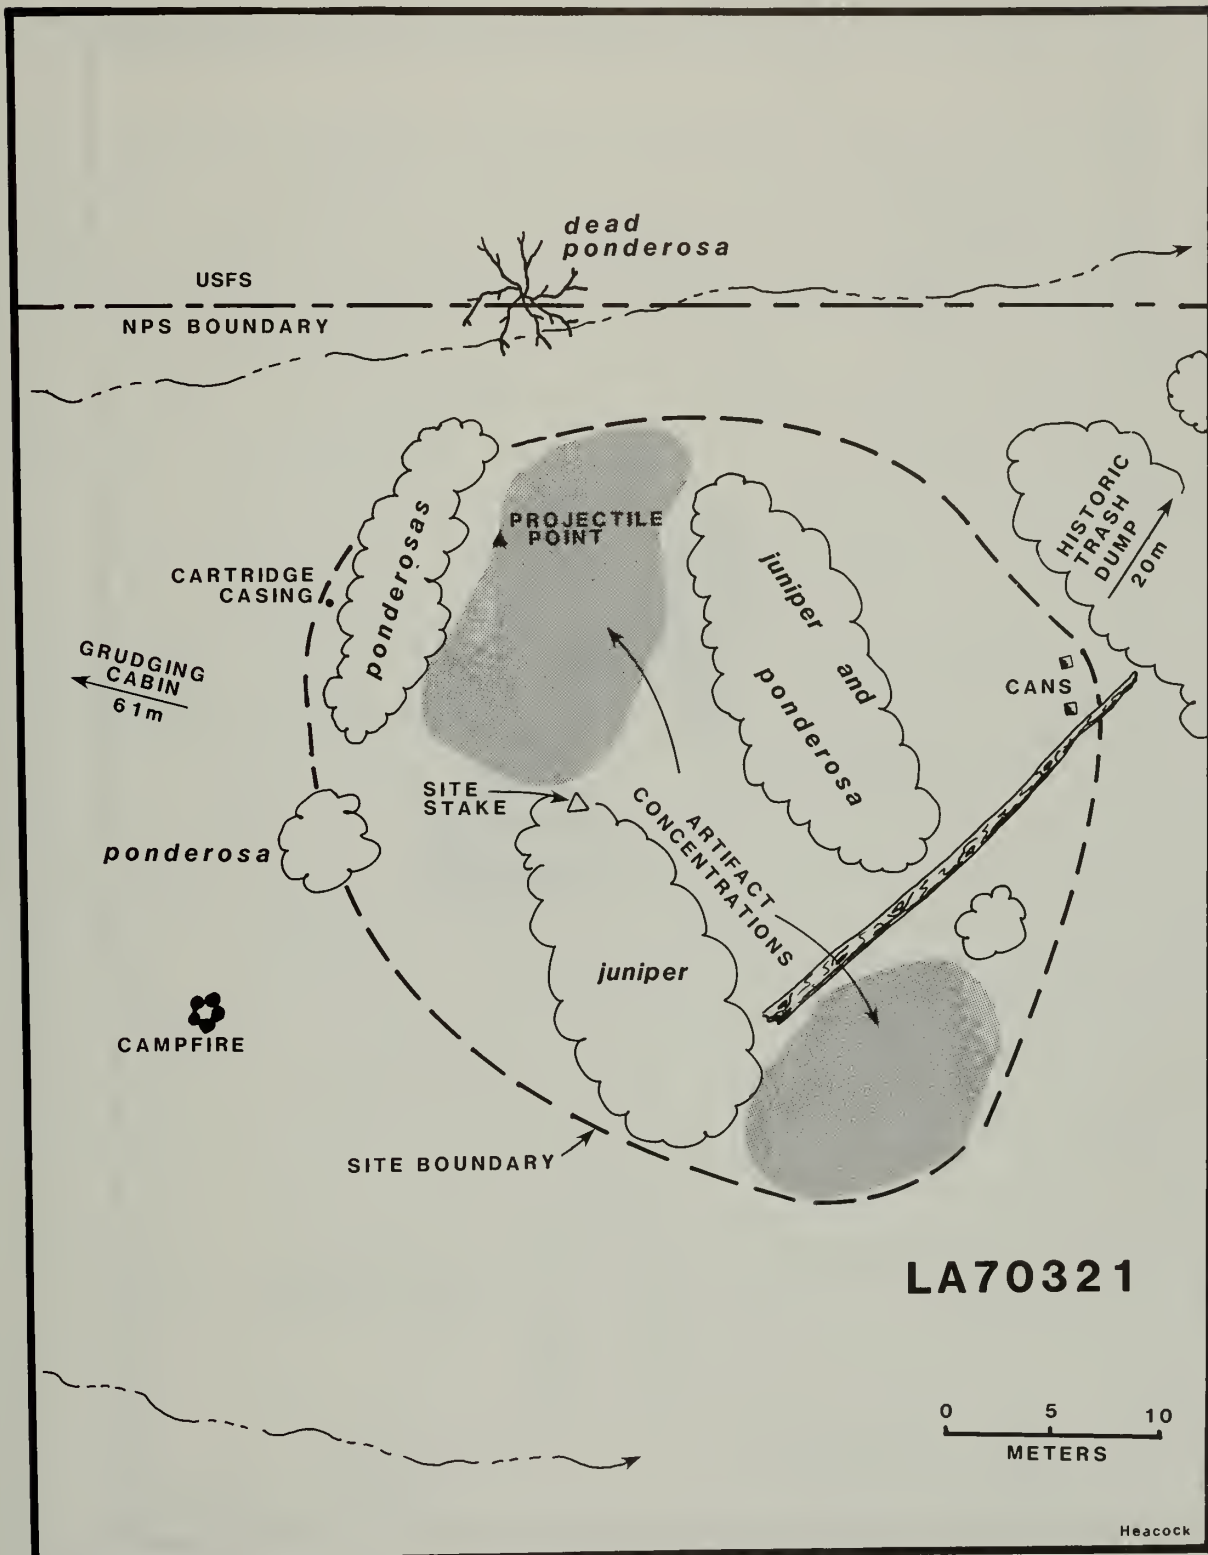 dead
ponderosa
USFS
NPS BOUNDARY
PROJECTILE
POINT
ponderosas
CARTRIDGE
CASING
HISTORIC
TRASH
DUMP
20m
juniper
and
ponderosa
GRUDGING
CABIN
61m
CANS
SITE
STAKE
ARTIFACT
CONCENTRATIONS
ponderosa
juniper
CAMPFIRE
SITE BOUNDARY
LA70321
0 5 10
METERS
Heacock